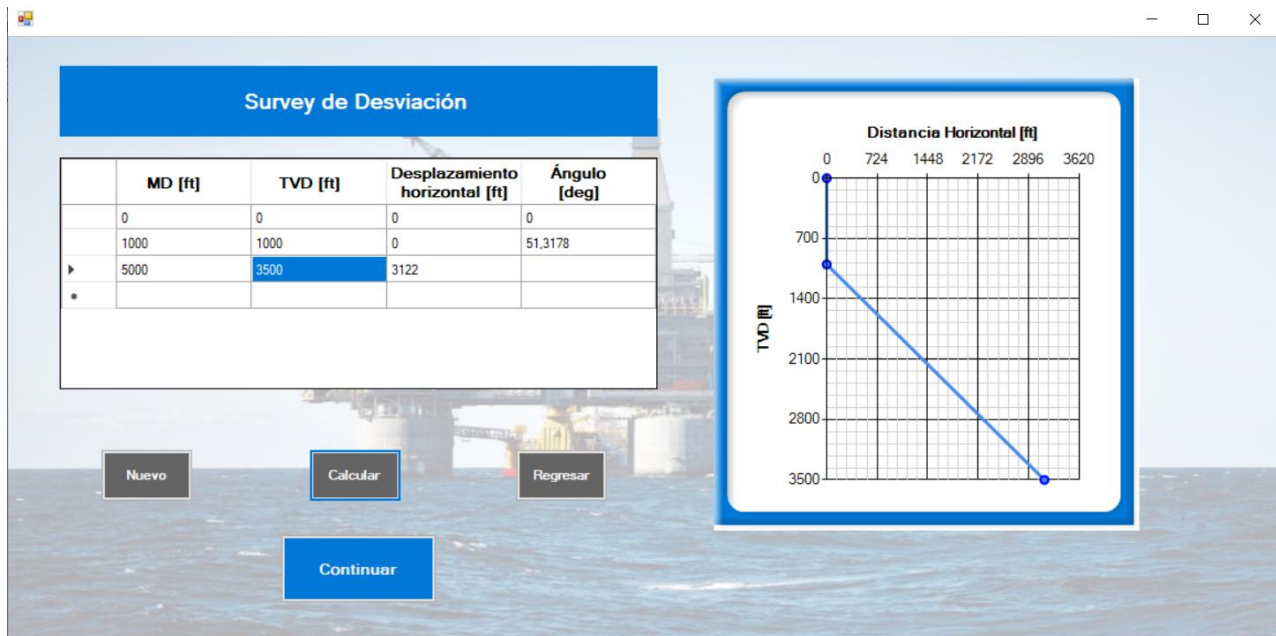 Survey de Desviación
MD [ft] TVD [ft] Desplazamiento horizontal [ft] Ángulo [deg]
0 0 0 0
1000 1000 0 51,3178
5000 3500 3122
Nuevo Calcular Regresar
Continuar
Distancia Horizontal [ft]
0 724 1448 2172 2896 3620
0
700
1400
2100
2800
3500
TVD [ft]